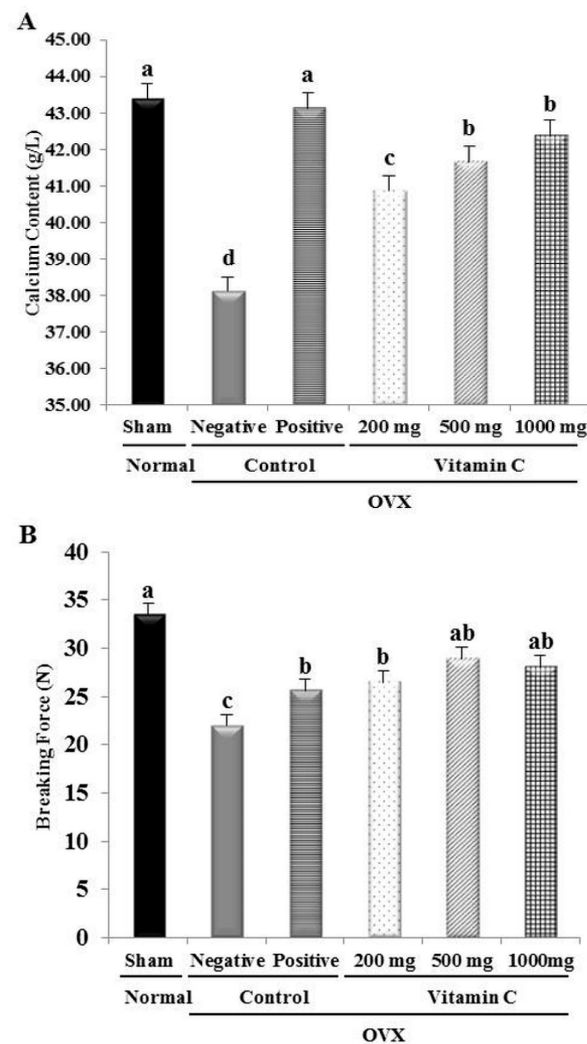 A
45.00
44.00
43.00
42.00
41.00
40.00
39.00
38.00
37.00
36.00
35.00
Calcium Content (g/L)
a
d
a
c
b
b
Sham Negative Positive 200 mg 500 mg 1000 mg
Normal Control Vitamin C
OVX
B
40
35
30
25
20
15
10
5
0
Breaking Force (N)
a
c
b
b
ab
ab
Sham Negative Positive 200 mg 500 mg 1000mg
Normal Control Vitamin C
OVX